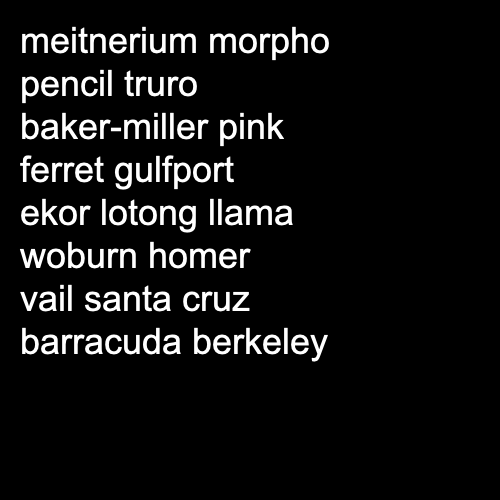 meitnerium morpho
pencil truro
baker-miller pink
ferret gulfport
ekor lotong llama
woburn homer
vail santa cruz
barracuda berkeley